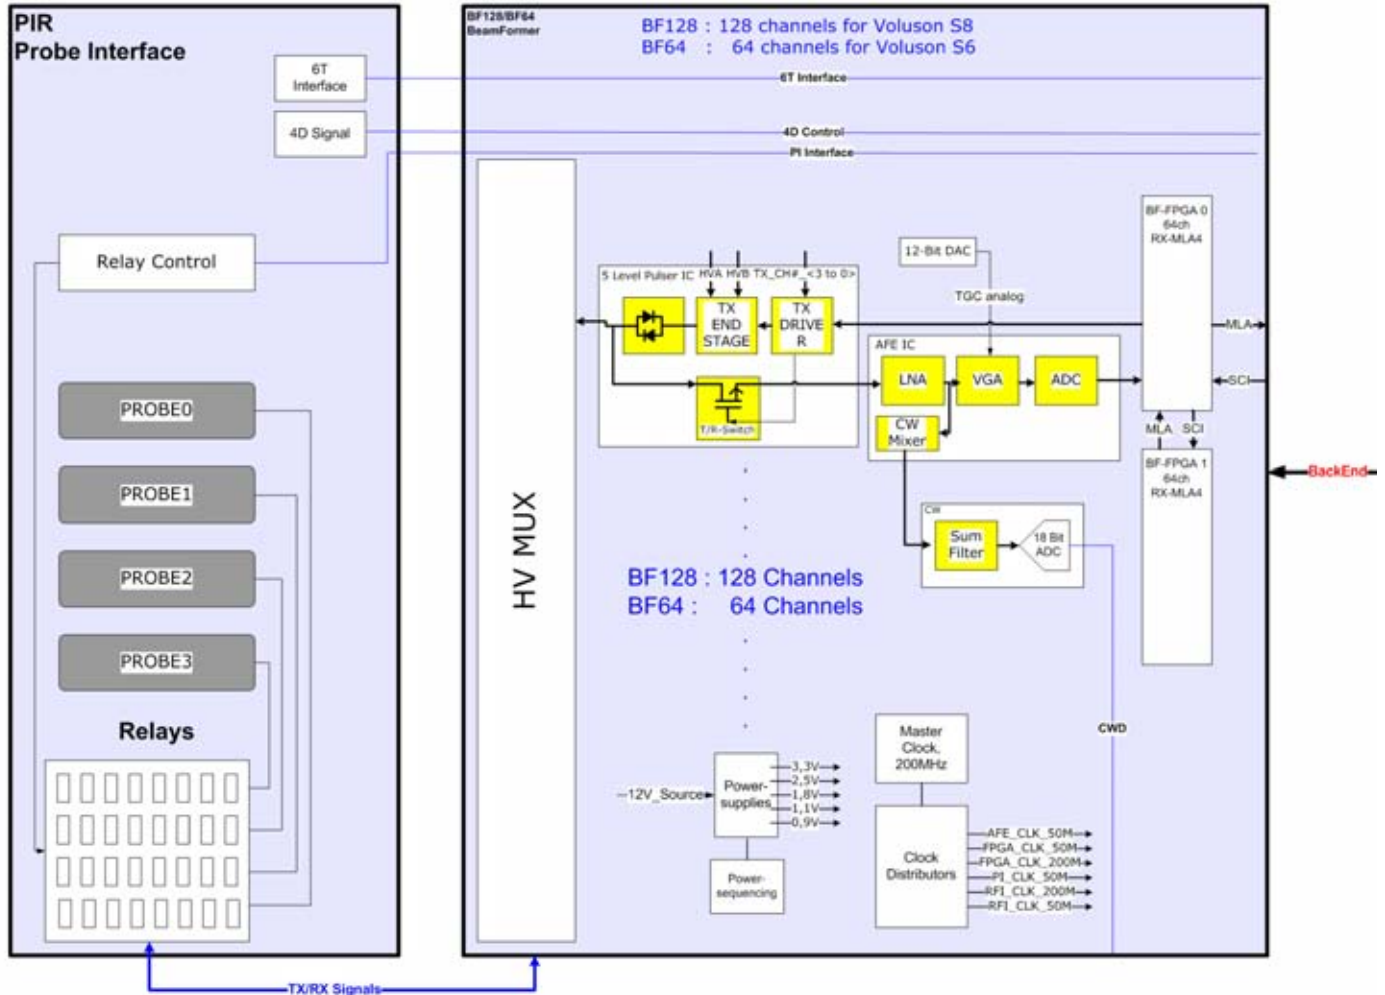 PIR
Probe Interface
6T
Interface
4D Signal
Relay Control
PROBE0
PROBE1
PROBE2
PROBE3
Relays
TX/RX Signals
BF128/BF64
BeamFormer
BF128 : 128 channels for Voluson S8
BF64 : 64 channels for Voluson S6
6T Interface
4D Control
PI Interface
HV MUX
5 Level Pulser IC
HVA HVB TX_CH#_<3 to 0>
TX
END
STAGE
TX
DRIVE
R
T/R-Switch
12-Bit DAC
TGC analog
AFE IC
LNA
VGA
ADC
CW
Mixer
CW
Sum
Filter
18 Bit
ADC
BF-FPGA 0
64ch
RX-MLA4
MLA
SCI
MLA
SCI
BF-FPGA 1
64ch
RX-MLA4
BackEnd
BF128 : 128 Channels
BF64 : 64 Channels
CWD
12V_Source
Power-
supplies
3,3V
2,5V
1,8V
1,1V
0,9V
Power-
sequencing
Master
Clock,
200MHz
Clock
Distributors
AFE_CLK_50M
FPGA_CLK_50M
FPGA_CLK_200M
PI_CLK_50M
RFI_CLK_200M
RFI_CLK_50M